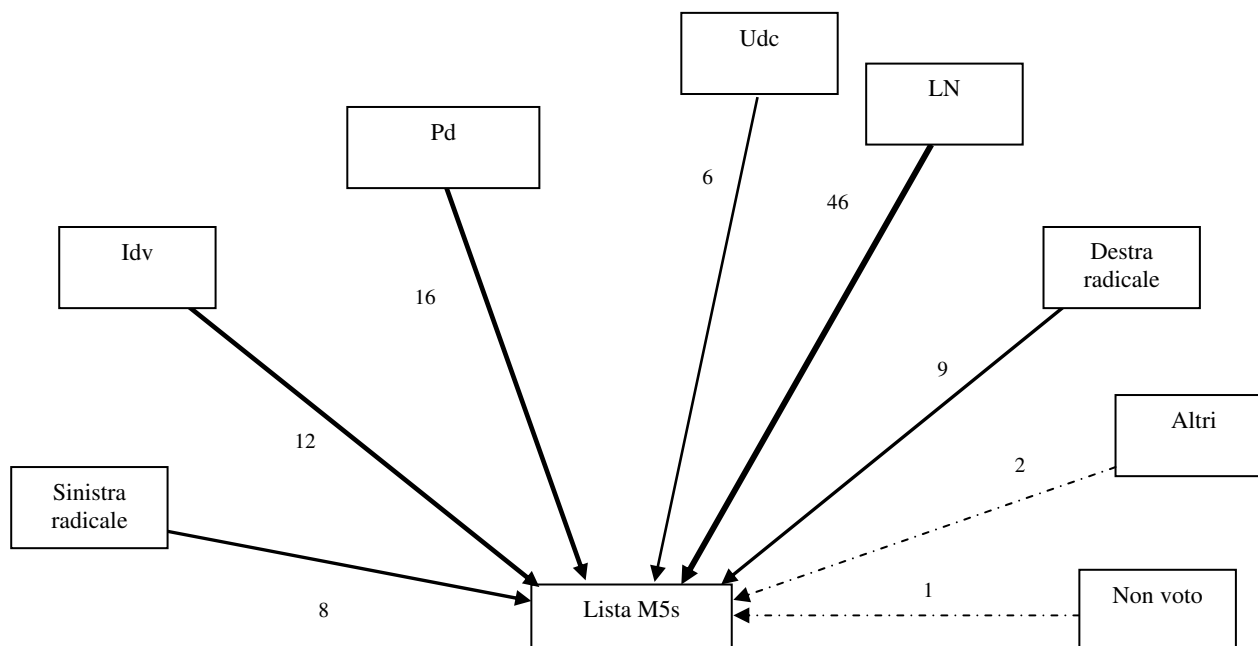 Udc
LN
Pd
6
46
Idv
Destra
radicale
16
9
Altri
12
2
Sinistra
radicale
1
Non voto
Lista M5s
8